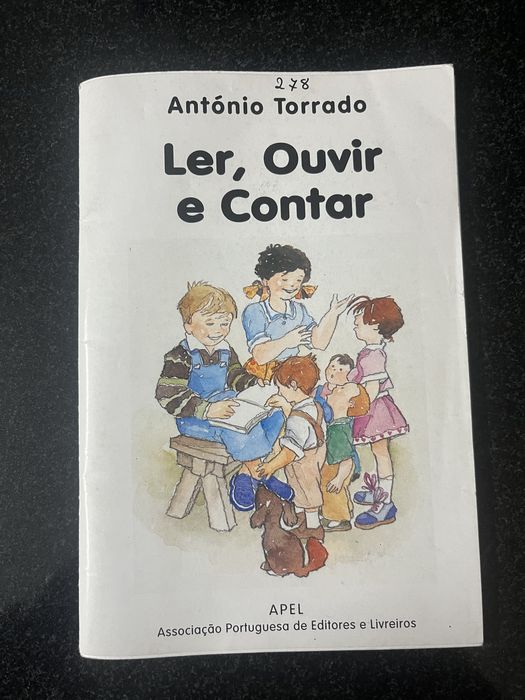 278
António Torrado
Ler, Ouvir
e Contar
APEL
Associação Portuguesa de Editores e Livreiros